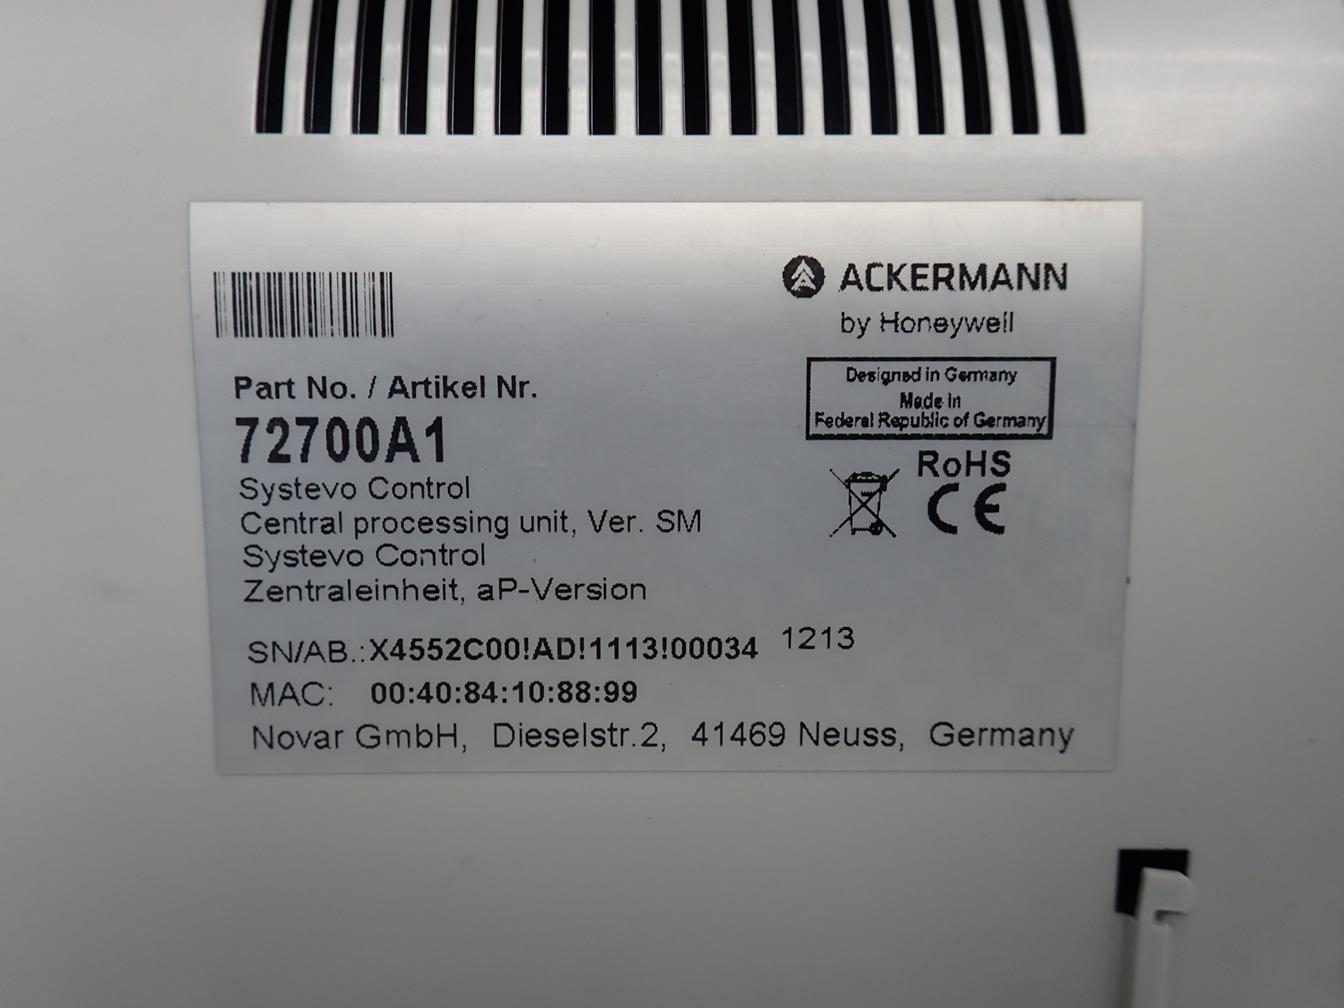 ACKERMANN
by Honeywell
Designed in Germany
Made in
Federal Republic of Germany
Part No. / Artikel Nr.
72700A1
RoHS
CE
Systevo Control
Central processing unit, Ver. SM
Systevo Control
Zentraleinheit, aP-Version
SN/AB.:X4552C00!AD!1113!00034 1213
MAC: 00:40:84:10:88:99
Novar GmbH, Dieselstr.2, 41469 Neuss, Germany